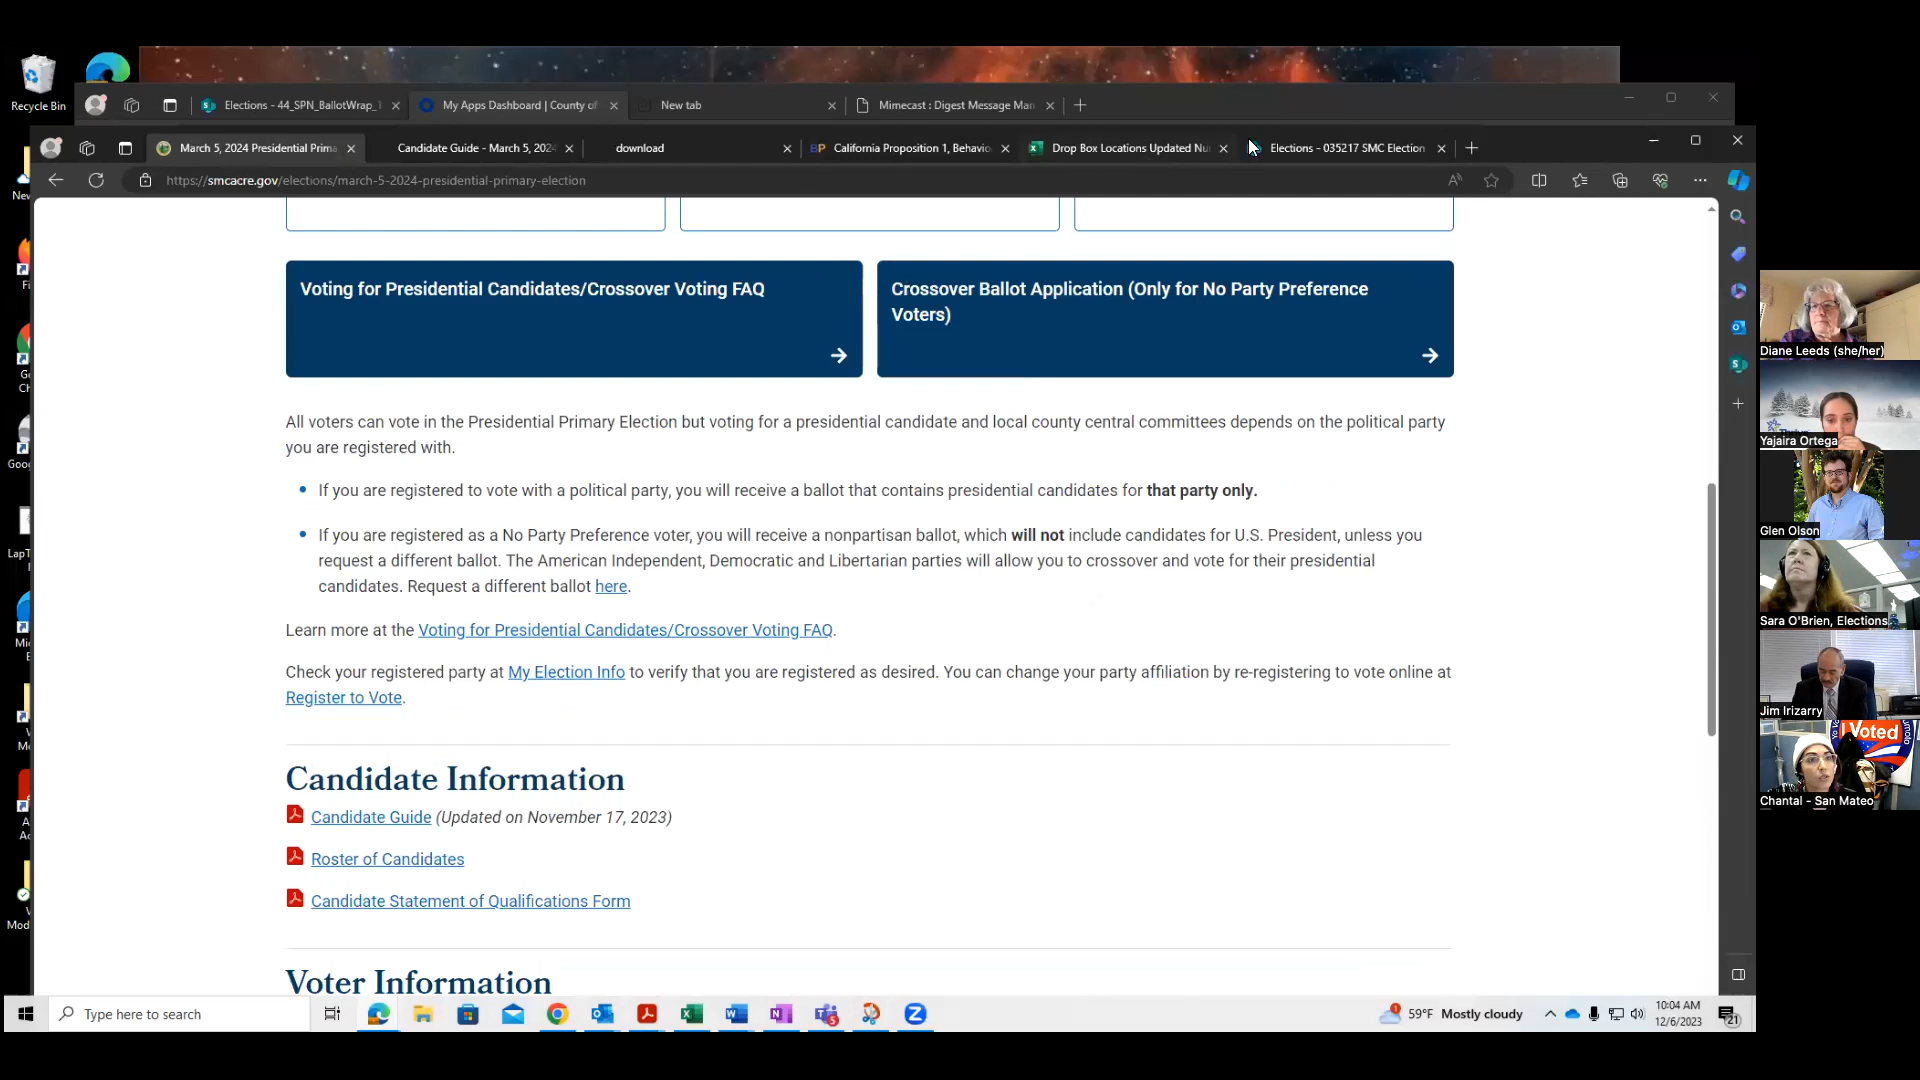 Recycle Bin
Elections - 44_SPN_BallotWrap_1
My Apps Dashboard | County of
New tab
Mimecast : Digest Message Man
March 5, 2024 Presidential Prima
Candidate Guide - March 5, 2024
download
BP California Proposition 1, Behavio
Drop Box Locations Updated Nu
Elections - 035217 SMC Election
https://smcacre.gov/elections/march-5-2024-presidential-primary-election
Voting for Presidential Candidates/Crossover Voting FAQ
Crossover Ballot Application (Only for No Party Preference
Voters)
All voters can vote in the Presidential Primary Election but voting for a presidential candidate and local county central committees depends on the political party
you are registered with.
If you are registered to vote with a political party, you will receive a ballot that contains presidential candidates for that party only.
If you are registered as a No Party Preference voter, you will receive a nonpartisan ballot, which will not include candidates for U.S. President, unless you
request a different ballot. The American Independent, Democratic and Libertarian parties will allow you to crossover and vote for their presidential
candidates. Request a different ballot here.
Learn more at the Voting for Presidential Candidates/Crossover Voting FAQ.
Check your registered party at My Election Info to verify that you are registered as desired. You can change your party affiliation by re-registering to vote online at
Register to Vote.
Candidate Information
Candidate Guide (Updated on November 17, 2023)
Roster of Candidates
Candidate Statement of Qualifications Form
Voter Information
Diane Leeds (she/her)
Yajaira Ortega
Glen Olson
Sara O'Brien, Elections
Jim Irizarry
I Voted
Chantal - San Mateo
Type here to search
59°F Mostly cloudy
10:04 AM
12/6/2023
21